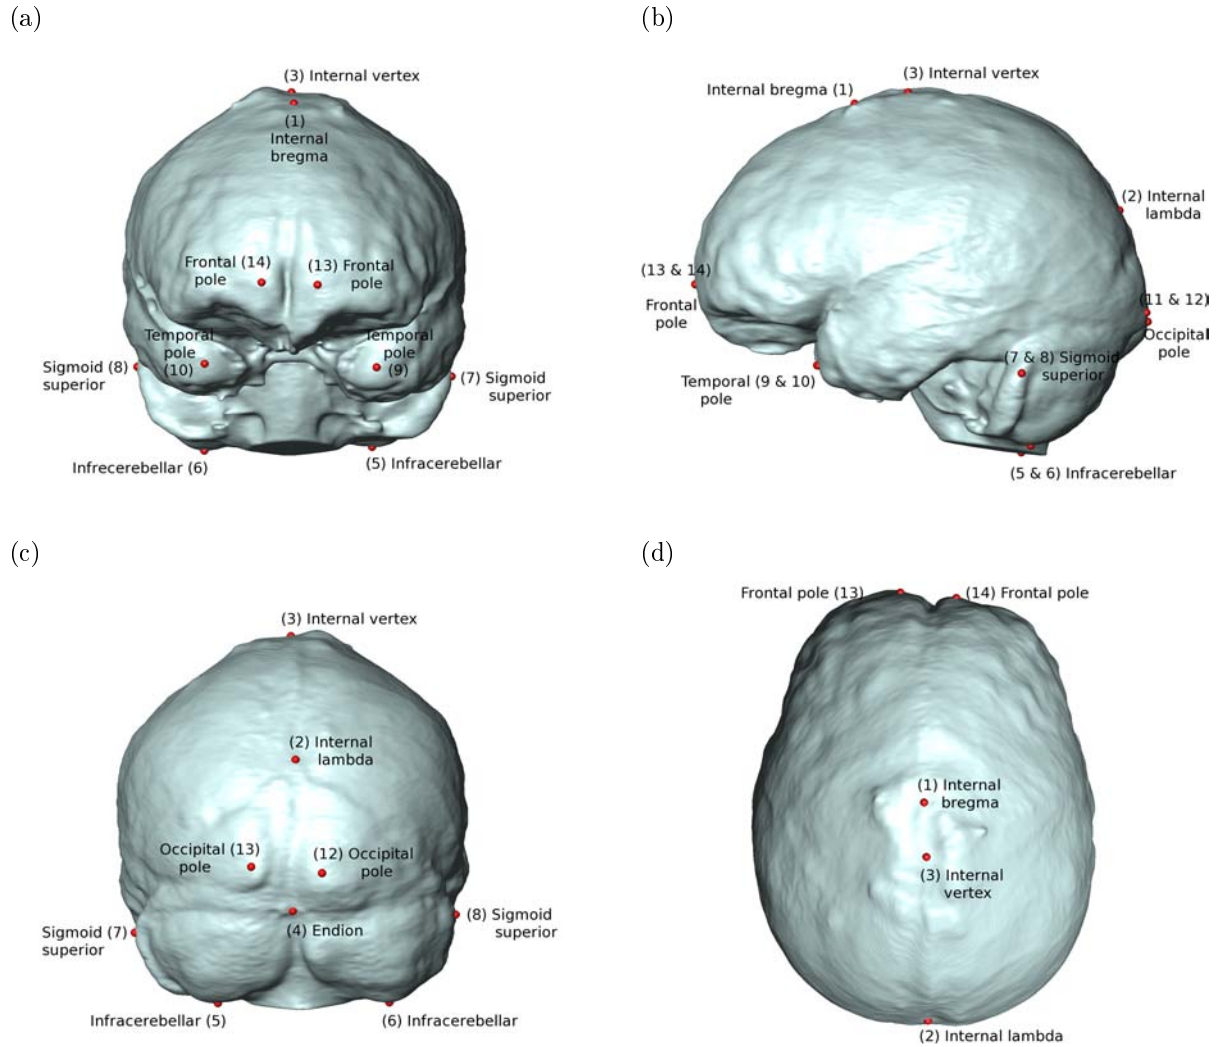 (a)
(3) Internal vertex
(1)
Internal
bregma
Frontal (14)
pole
(13) Frontal
pole
Temporal
pole
(10)
Temporal
pole
(9)
Sigmoid (8)
superior
(7) Sigmoid
superior
Infrecerebellar (6)
(5) Infracerebellar
(b)
(3) Internal vertex
Internal bregma (1)
(2) Internal
lambda
(13 & 14)
Frontal
pole
(11 & 12)
Occipital
pole
(7 & 8) Sigmoid
superior
Temporal (9 & 10)
pole
(5 & 6) Infracerebellar
(c)
(3) Internal vertex
(2) Internal
lambda
Occipital (13)
pole
(12) Occipital
pole
(4) Endion
Sigmoid (7)
superior
(8) Sigmoid
superior
Infracerebellar (5)
(6) Infracerebellar
(d)
Frontal pole (13)
(14) Frontal pole
(1) Internal
bregma
(3) Internal
vertex
(2) Internal lambda